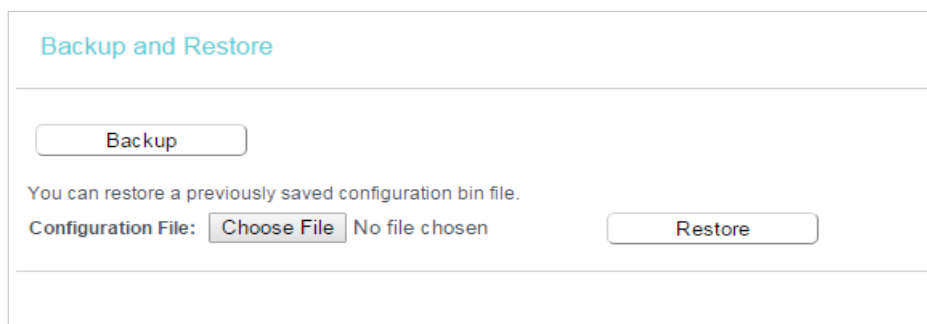 Backup and Restore
Backup
You can restore a previously saved configuration bin file.
Configuration File: Choose File No file chosen Restore